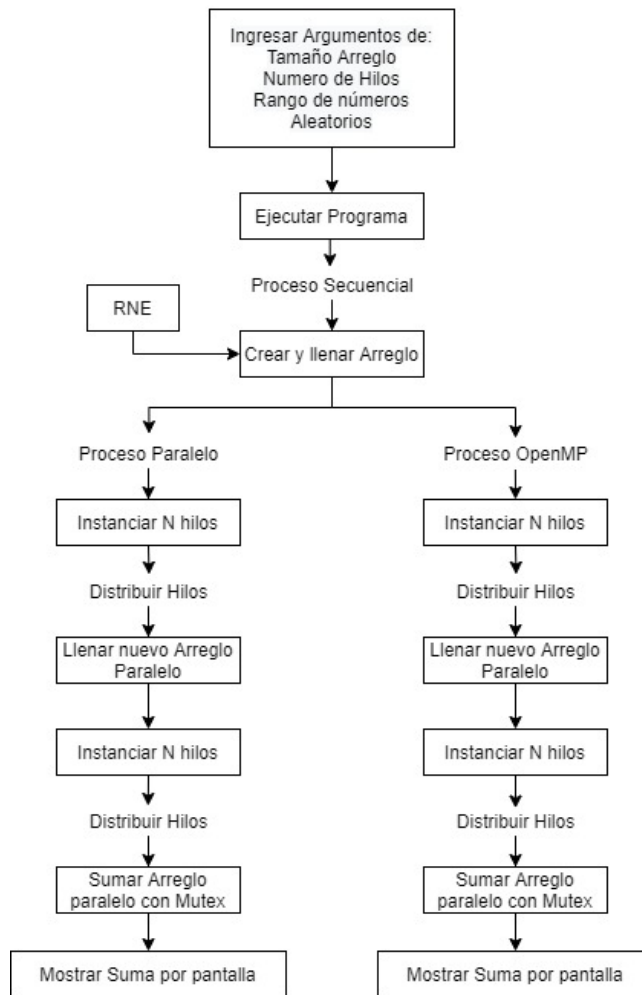 Ingresar Argumentos de:
Tamaño Arreglo
Numero de Hilos
Rango de números
Aleatorios
Ejecutar Programa
Proceso Secuencial
RNE
Crear y llenar Arreglo
Proceso Paralelo
Instanciar N hilos
Distribuir Hilos
Llenar nuevo Arreglo
Paralelo
Instanciar N hilos
Distribuir Hilos
Sumar Arreglo
paralelo con Mutex
Mostrar Suma por pantalla
Proceso OpenMP
Instanciar N hilos
Distribuir Hilos
Llenar nuevo Arreglo
Paralelo
Instanciar N hilos
Distribuir Hilos
Sumar Arreglo
paralelo con Mutex
Mostrar Suma por pantalla